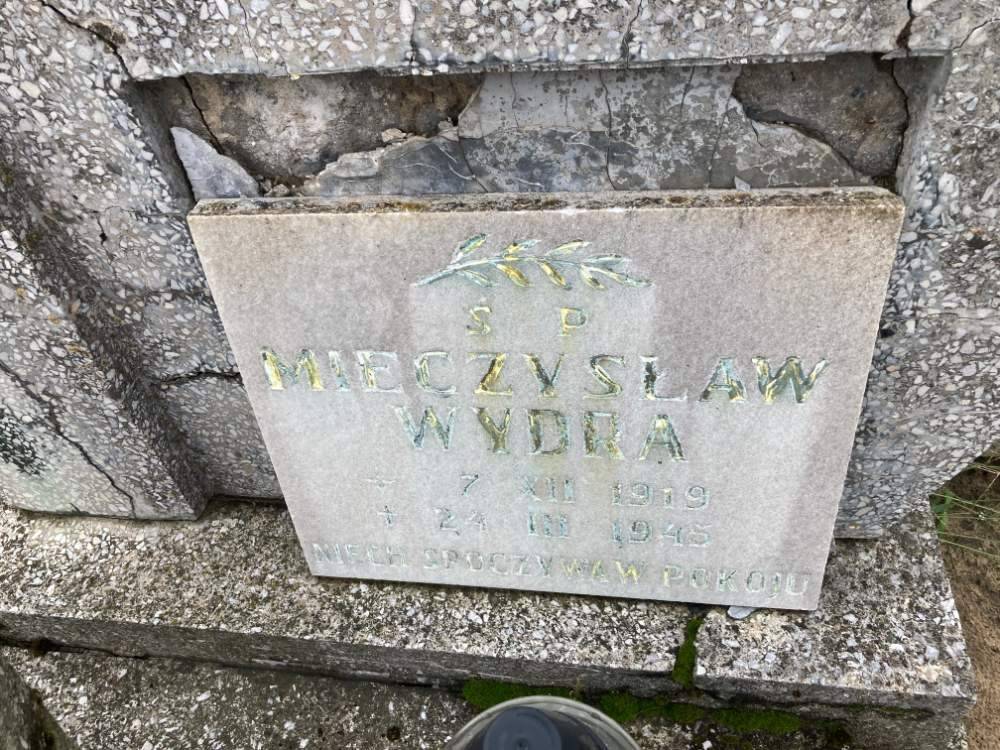 Ś P
MIECZYSŁAW
WYDRA
* 7 XII 1919
+ 24 III 1945
NIECH SPOCZYWA W POKOJU